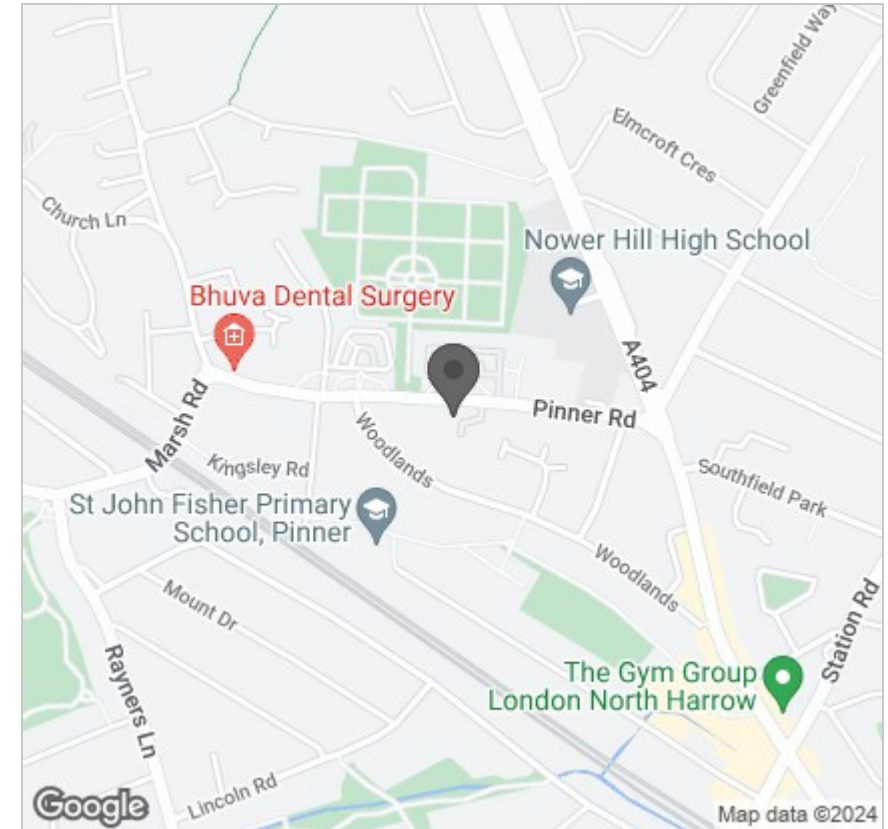 Greenfield Way
Elmcroft Cres
Church Ln
Nower Hill High School
Bhuva Dental Surgery
A404
Pinner Rd
Marsh Rd
Woodlands
Kingsley Rd
Southfield Park
St John Fisher Primary
School, Pinner
Woodlands
Mount Dr
Station Rd
Rayners Ln
The Gym Group
London North Harrow
Lincoln Rd
Google
Map data ©2024